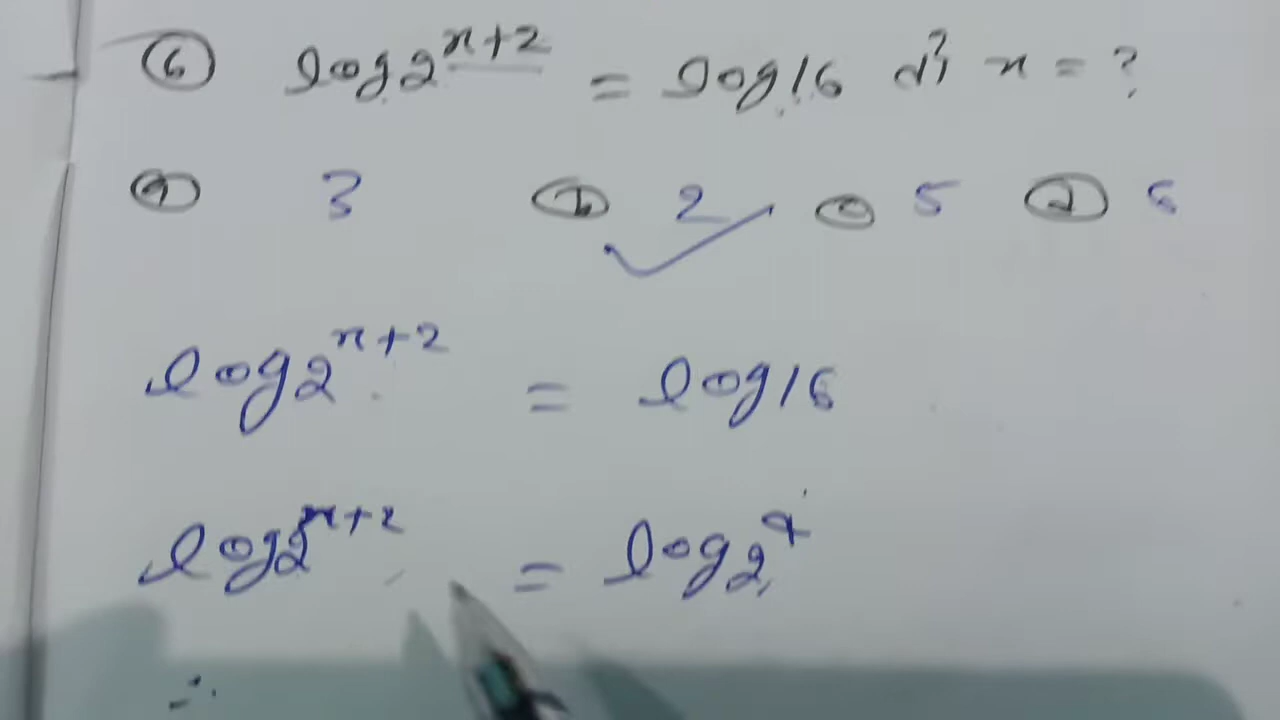 ⑥ log2^(x+2) = log16 तो x = ?
ⓐ 3 ⓑ 2 ✓ ⓒ 5 ⓓ 6
log2^(x+2) = log16
log2^(x+2) = log2^4
∴